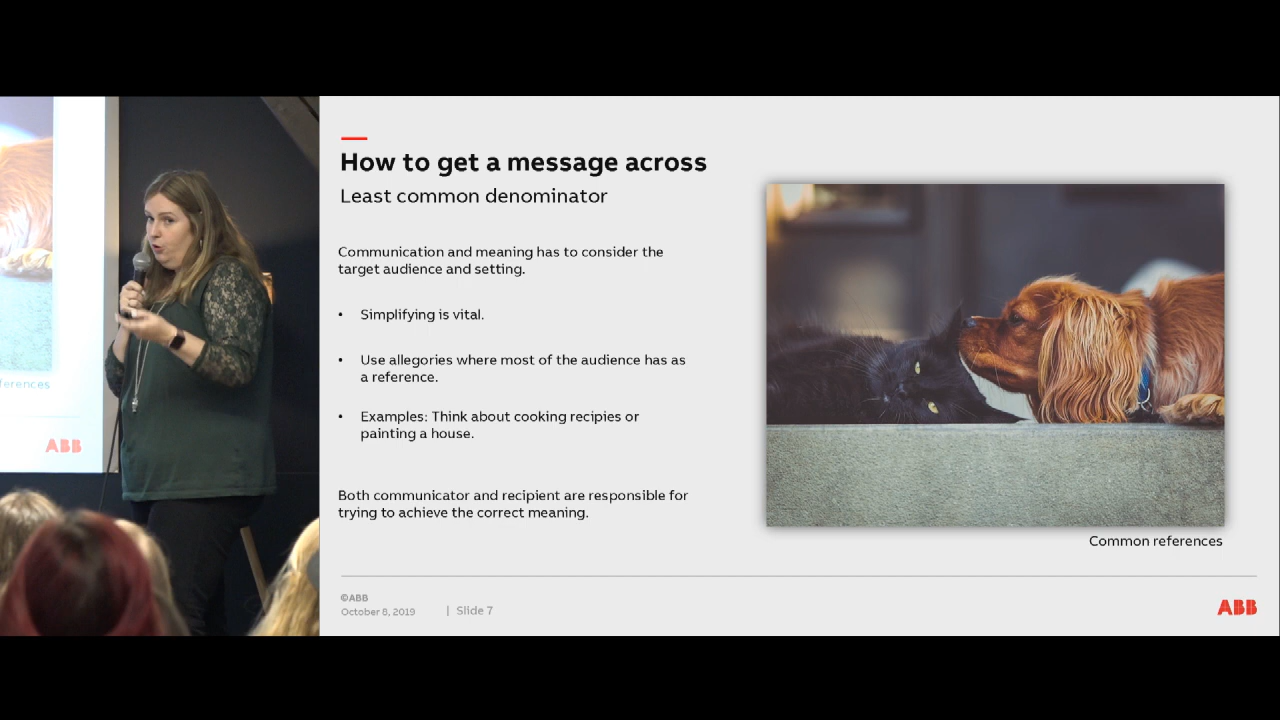 How to get a message across
Least common denominator
Communication and meaning has to consider the
target audience and setting.
• Simplifying is vital.
• Use allegories where most of the audience has as
a reference.
• Examples: Think about cooking recipies or
painting a house.
Both communicator and recipient are responsible for
trying to achieve the correct meaning.
Common references
©ABB
October 8, 2019 | Slide 7
ABB
ferences
ABB